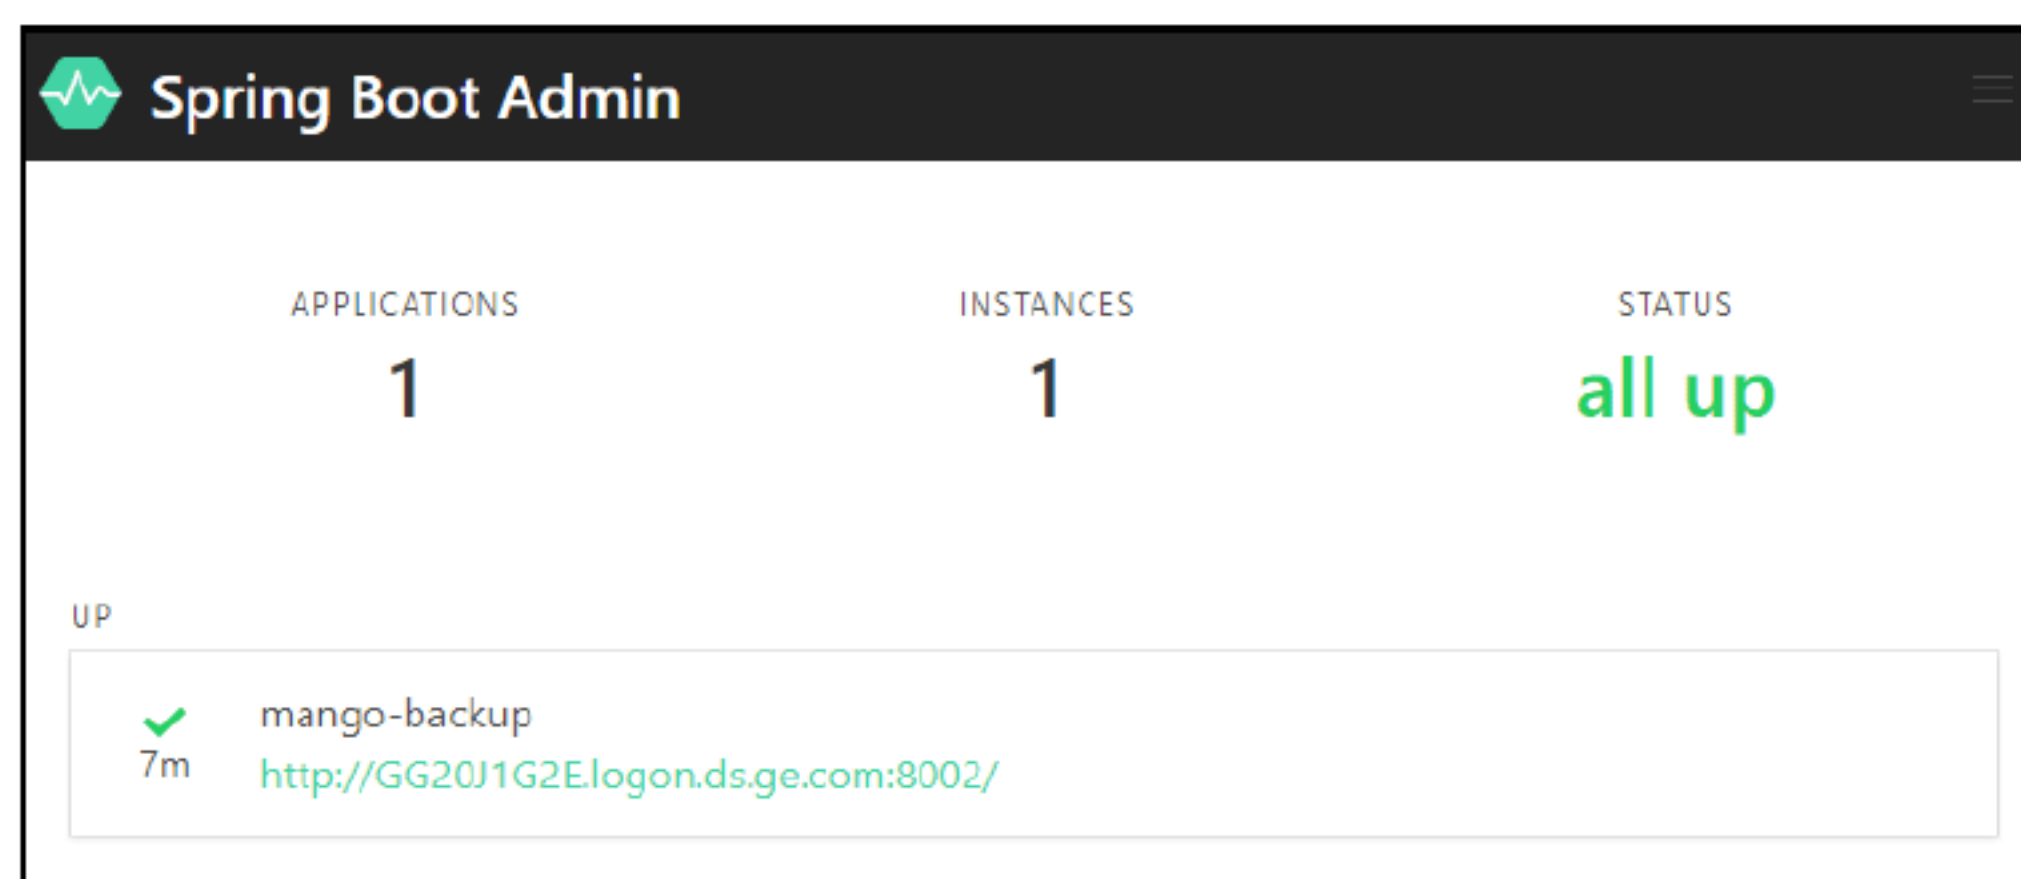 Spring Boot Admin
APPLICATIONS
1
INSTANCES
1
STATUS
all up
UP
mango-backup
7m
http://GG20J1G2E.logon.ds.ge.com:8002/